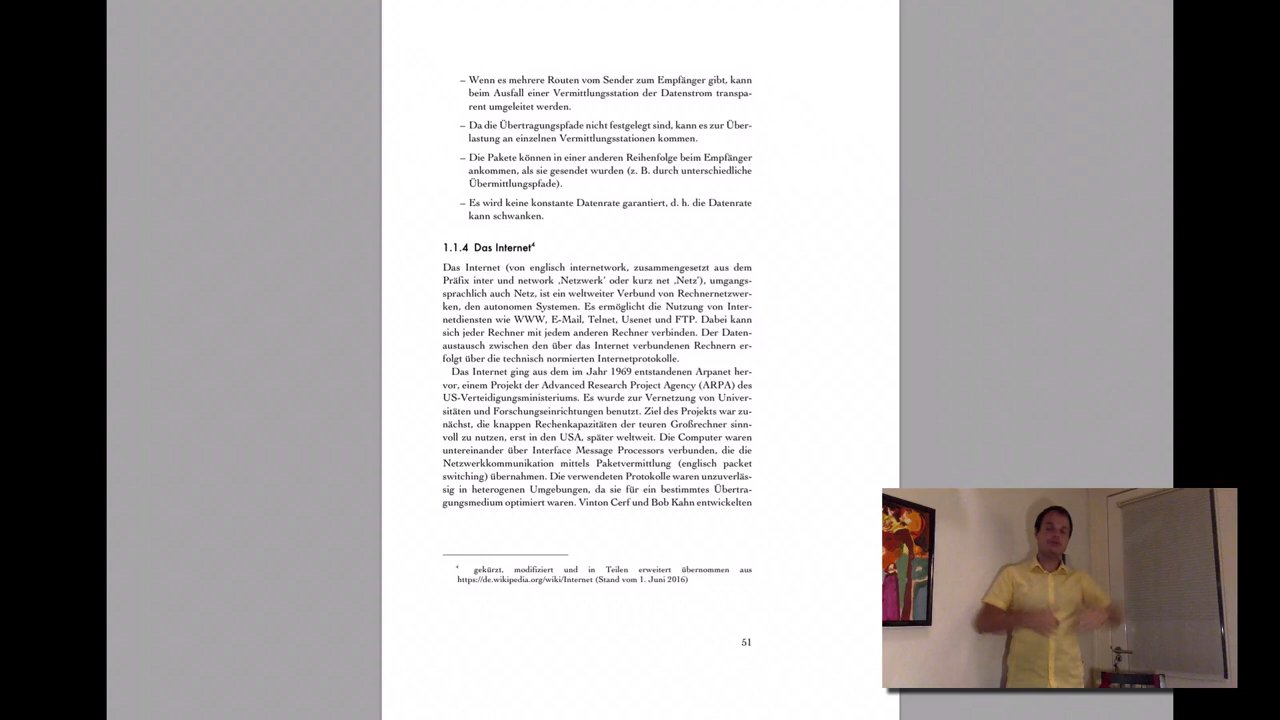 – Wenn es mehrere Routen vom Sender zum Empfänger gibt, kann
beim Ausfall einer Vermittlungsstation der Datenstrom transpa-
rent umgeleitet werden.
– Da die Übertragungspfade nicht festgelegt sind, kann es zur Über-
lastung an einzelnen Vermittlungsstationen kommen.
– Die Pakete können in einer anderen Reihenfolge beim Empfänger
ankommen, als sie gesendet wurden (z. B. durch unterschiedliche
Übermittlungspfade).
– Es wird keine konstante Datenrate garantiert, d. h. die Datenrate
kann schwanken.
1.1.4 Das Internet⁴
Das Internet (von englisch internetwork, zusammengesetzt aus dem
Präfix inter und network ‚Netzwerk‘ oder kurz net ‚Netz‘), umgangs-
sprachlich auch Netz, ist ein weltweiter Verbund von Rechnernetzwer-
ken, den autonomen Systemen. Es ermöglicht die Nutzung von Inter-
netdiensten wie WWW, E-Mail, Telnet, Usenet und FTP. Dabei kann
sich jeder Rechner mit jedem anderen Rechner verbinden. Der Daten-
austausch zwischen den über das Internet verbundenen Rechnern er-
folgt über die technisch normierten Internetprotokolle.
Das Internet ging aus dem im Jahr 1969 entstandenen Arpanet her-
vor, einem Projekt der Advanced Research Project Agency (ARPA) des
US-Verteidigungsministeriums. Es wurde zur Vernetzung von Univer-
sitäten und Forschungseinrichtungen benutzt. Ziel des Projekts war zu-
nächst, die knappen Rechenkapazitäten der teuren Großrechner sinn-
voll zu nutzen, erst in den USA, später weltweit. Die Computer waren
untereinander über Interface Message Processors verbunden, die die
Netzwerkkommunikation mittels Paketvermittlung (englisch packet
switching) übernahmen. Die verwendeten Protokolle waren unzuverläs-
sig in heterogenen Umgebungen, da sie für ein bestimmtes Übertra-
gungsmedium optimiert waren. Vinton Cerf und Bob Kahn entwickelten
⁴ gekürzt, modifiziert und in Teilen erweitert übernommen aus
https://de.wikipedia.org/wiki/Internet (Stand vom 1. Juni 2016)
51